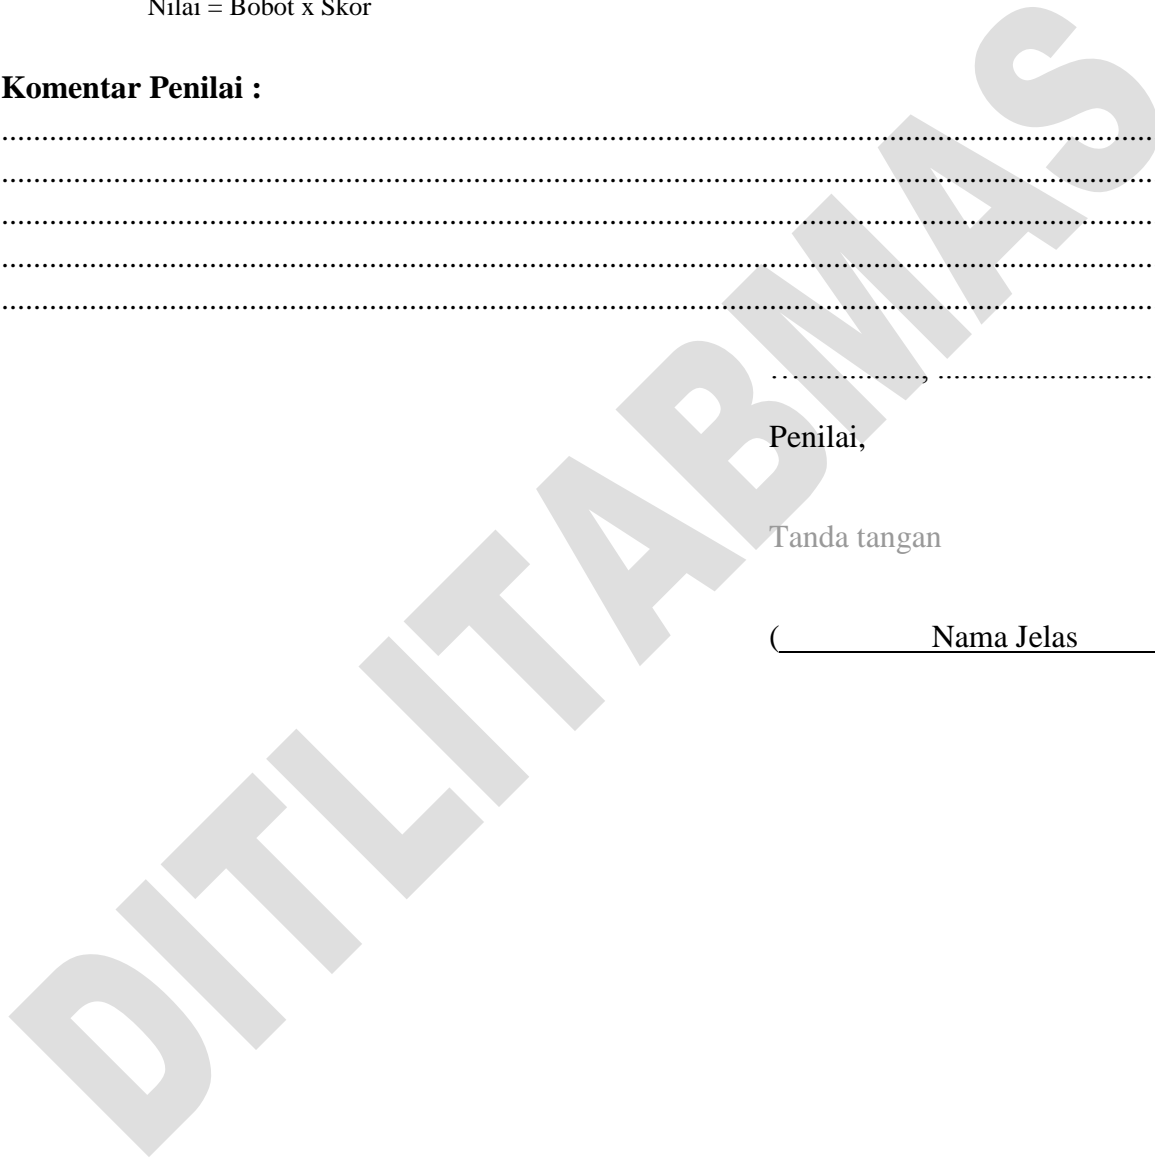 Nilai = Bobot x Skor
Komentar Penilai :
................................................................................................................................................
................................................................................................................................................
................................................................................................................................................
................................................................................................................................................
................................................................................................................................................
…..............., ...........................
Penilai,
Tanda tangan
( Nama Jelas
DITLITABMAS